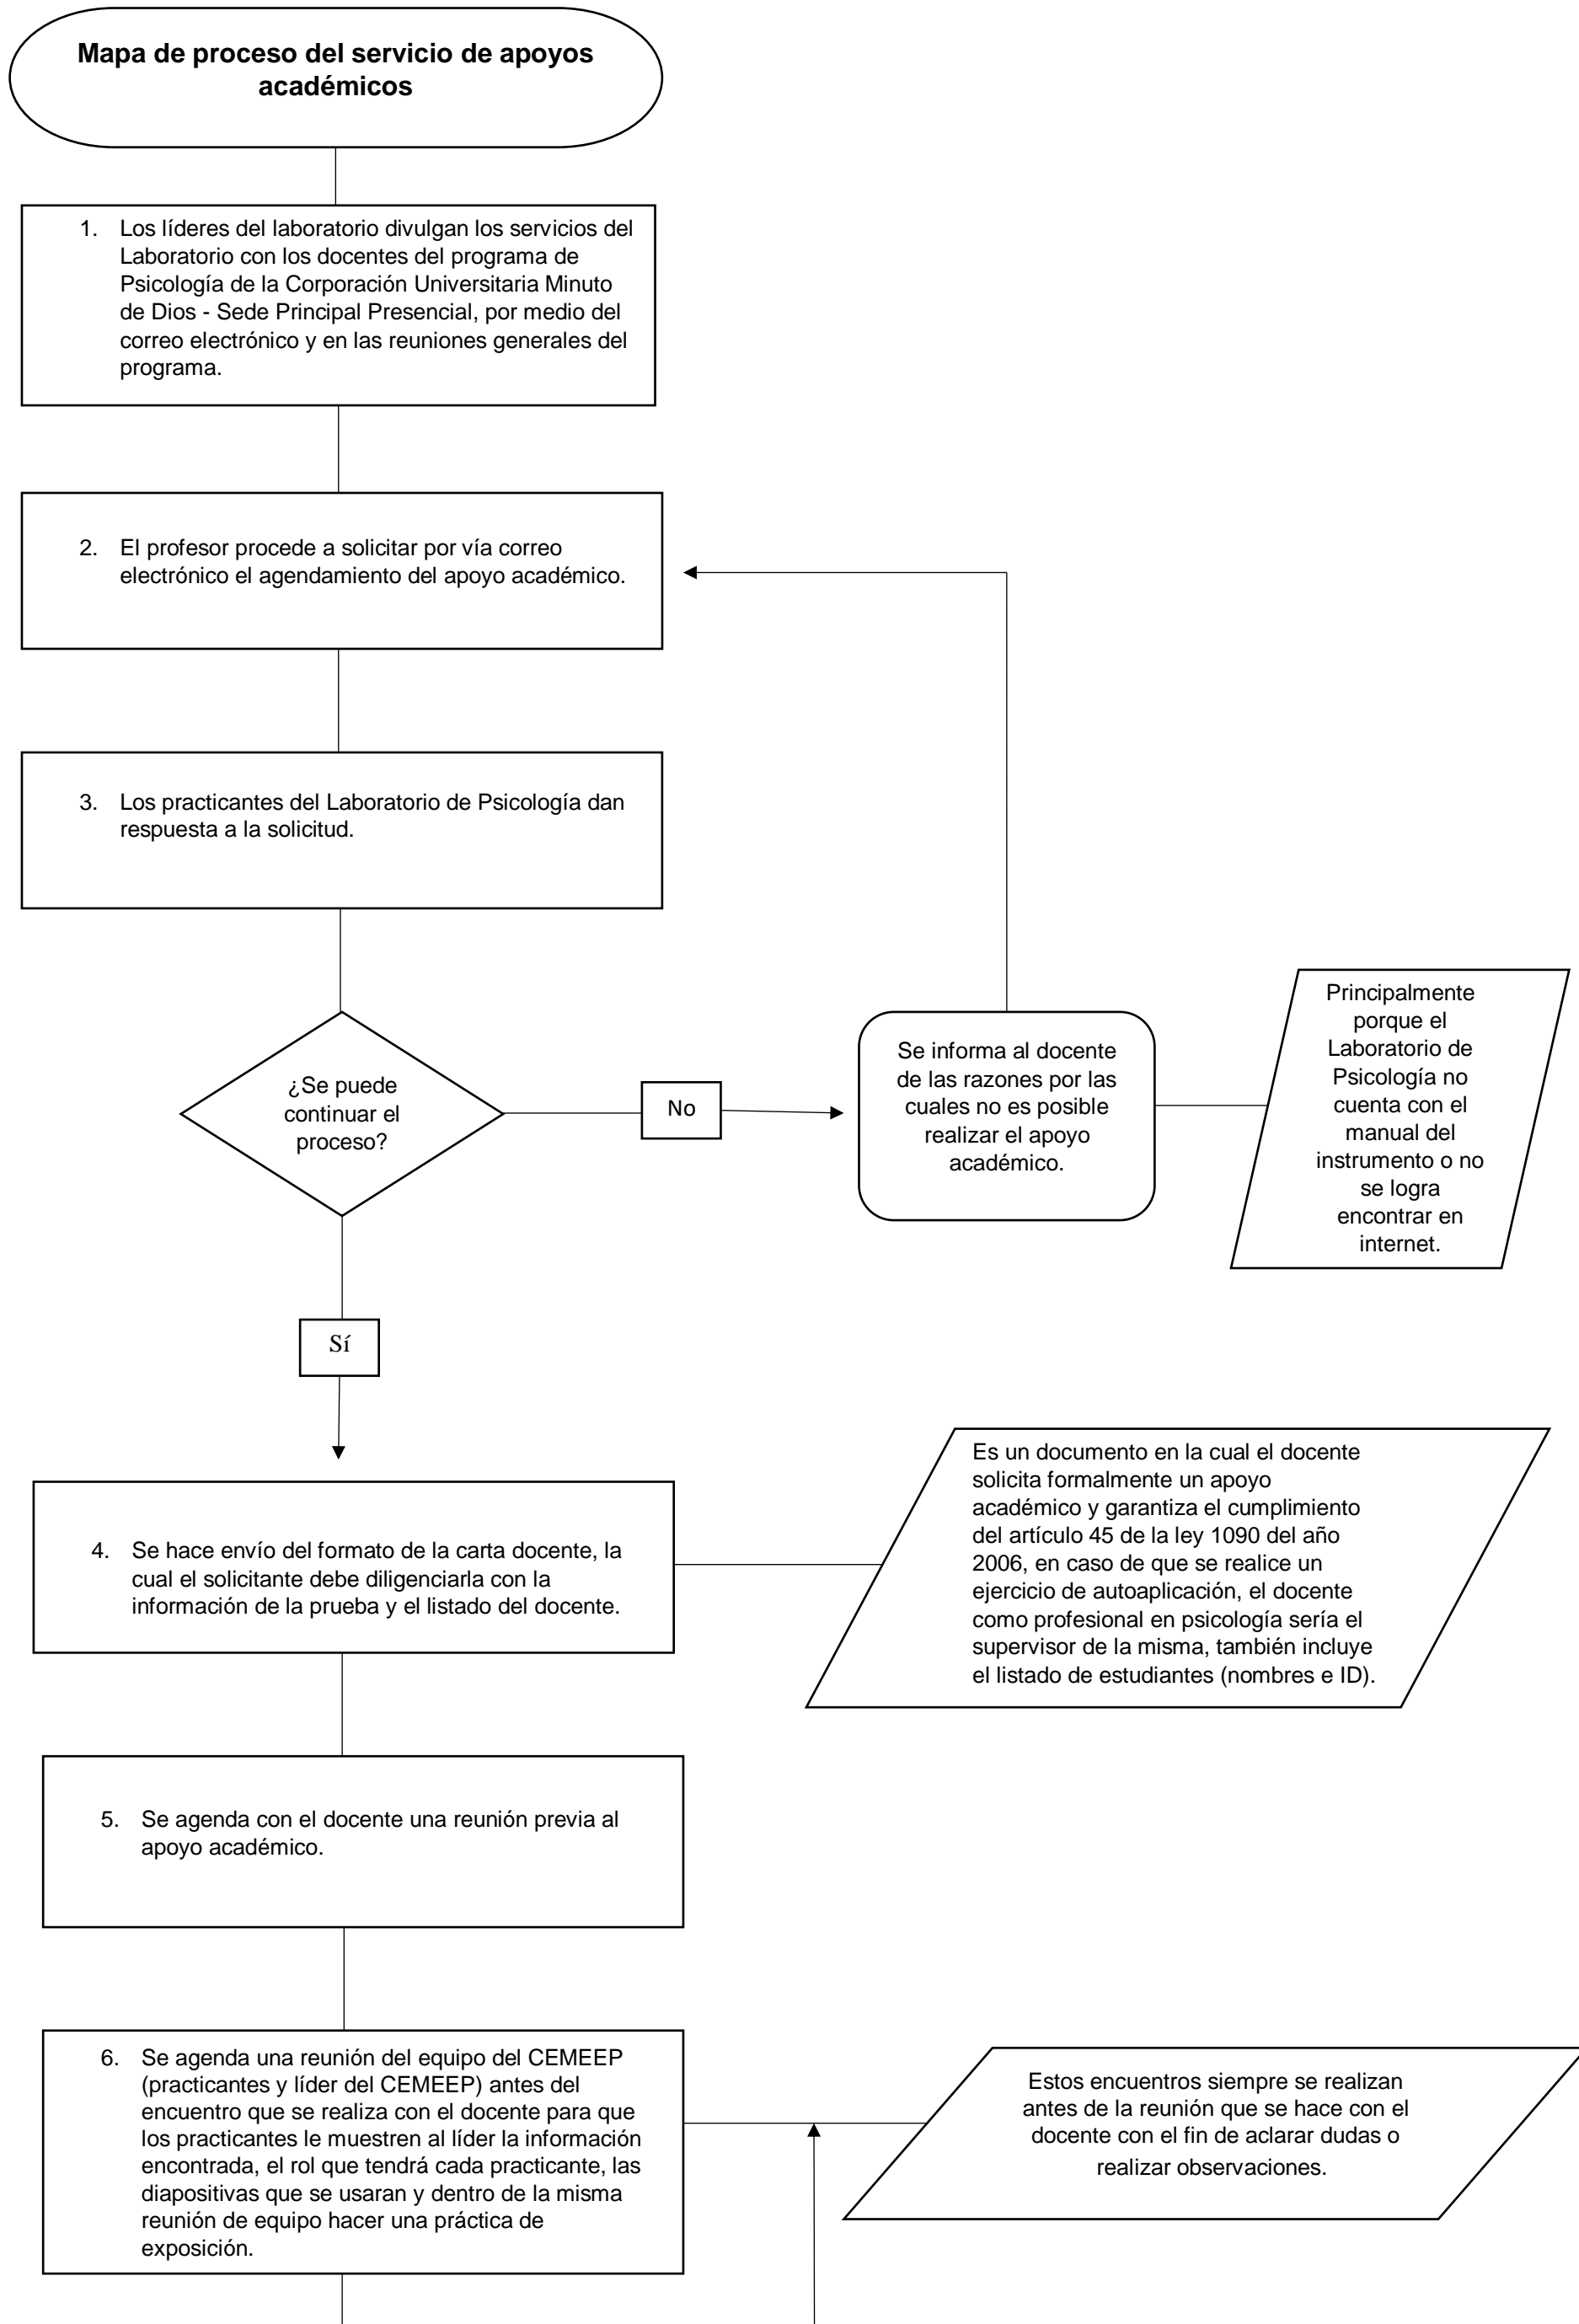 Mapa de proceso del servicio de apoyos
académicos
1. Los líderes del laboratorio divulgan los servicios del
Laboratorio con los docentes del programa de
Psicología de la Corporación Universitaria Minuto
de Dios - Sede Principal Presencial, por medio del
correo electrónico y en las reuniones generales del
programa.
2. El profesor procede a solicitar por vía correo
electrónico el agendamiento del apoyo académico.
3. Los practicantes del Laboratorio de Psicología dan
respuesta a la solicitud.
¿Se puede
continuar el
proceso?
No
Se informa al docente
de las razones por las
cuales no es posible
realizar el apoyo
académico.
Principalmente
porque el
Laboratorio de
Psicología no
cuenta con el
manual del
instrumento o no
se logra
encontrar en
internet.
Sí
4. Se hace envío del formato de la carta docente, la
cual el solicitante debe diligenciarla con la
información de la prueba y el listado del docente.
Es un documento en la cual el docente
solicita formalmente un apoyo
académico y garantiza el cumplimiento
del artículo 45 de la ley 1090 del año
2006, en caso de que se realice un
ejercicio de autoaplicación, el docente
como profesional en psicología sería el
supervisor de la misma, también incluye
el listado de estudiantes (nombres e ID).
5. Se agenda con el docente una reunión previa al
apoyo académico.
6. Se agenda una reunión del equipo del CEMEEP
(practicantes y líder del CEMEEP) antes del
encuentro que se realiza con el docente para que
los practicantes le muestren al líder la información
encontrada, el rol que tendrá cada practicante, las
diapositivas que se usaran y dentro de la misma
reunión de equipo hacer una práctica de
exposición.
Estos encuentros siempre se realizan
antes de la reunión que se hace con el
docente con el fin de aclarar dudas o
realizar observaciones.